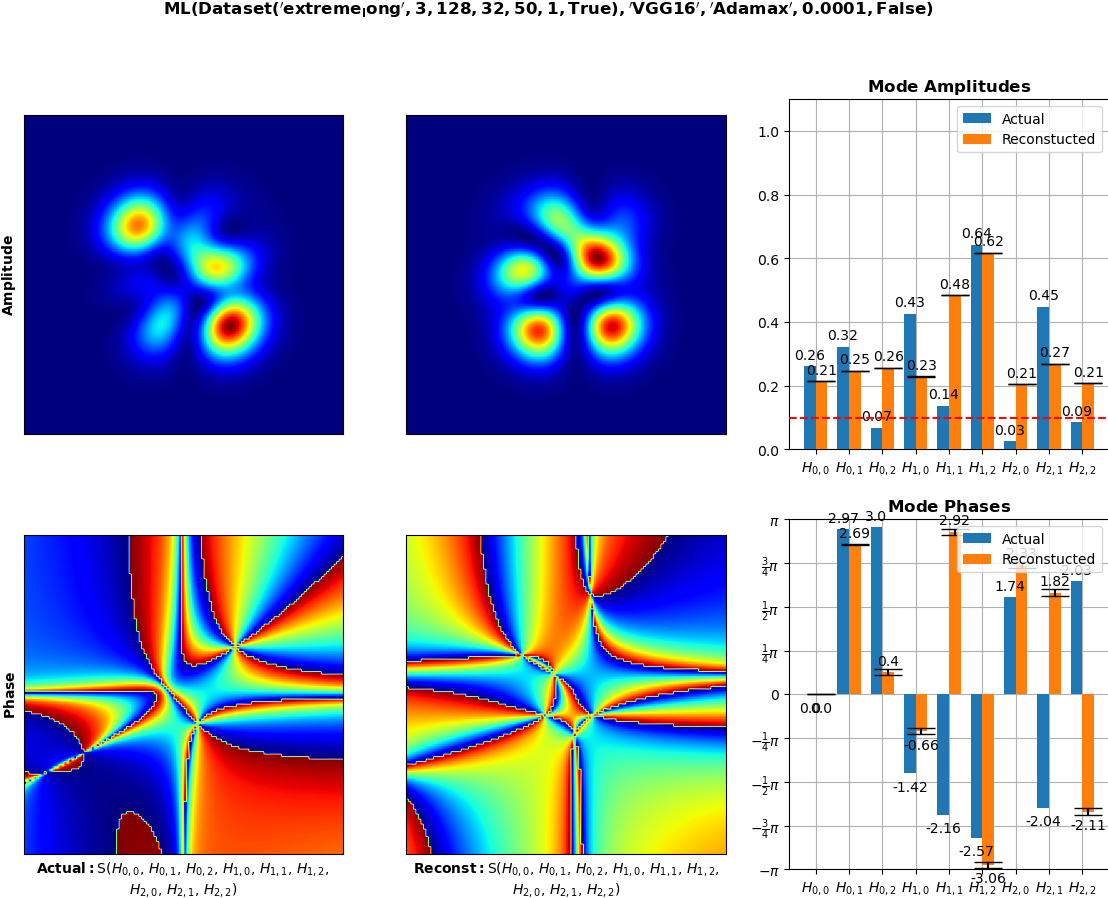 ML(Dataset('extreme_long', 3, 128, 32, 50, 1, True), 'VGG16', 'Adamax', 0.0001, False)
Amplitude
Mode Amplitudes
Actual
Reconstucted
1.0
0.8
0.6
0.4
0.2
0.0
0.26
0.21
0.32
0.25
0.07
0.26
0.43
0.23
0.14
0.48
0.64
0.62
0.03
0.21
0.45
0.27
0.09
0.21
H0,0 H0,1 H0,2 H1,0 H1,1 H1,2 H2,0 H2,1 H2,2
Phase
Actual: S(H0,0, H0,1, H0,2, H1,0, H1,1, H1,2,
H2,0, H2,1, H2,2)
Reconst: S(H0,0, H0,1, H0,2, H1,0, H1,1, H1,2,
H2,0, H2,1, H2,2)
Mode Phases
Actual
Reconstucted
π
3/4π
1/2π
1/4π
0
−1/4π
−1/2π
−3/4π
−π
0.0
0.0
2.97
2.69
3.0
0.4
-1.42
-0.66
-2.16
2.92
-2.57
-3.06
1.74
2.33
-2.04
1.82
2.03
-2.11
H0,0 H0,1 H0,2 H1,0 H1,1 H1,2 H2,0 H2,1 H2,2